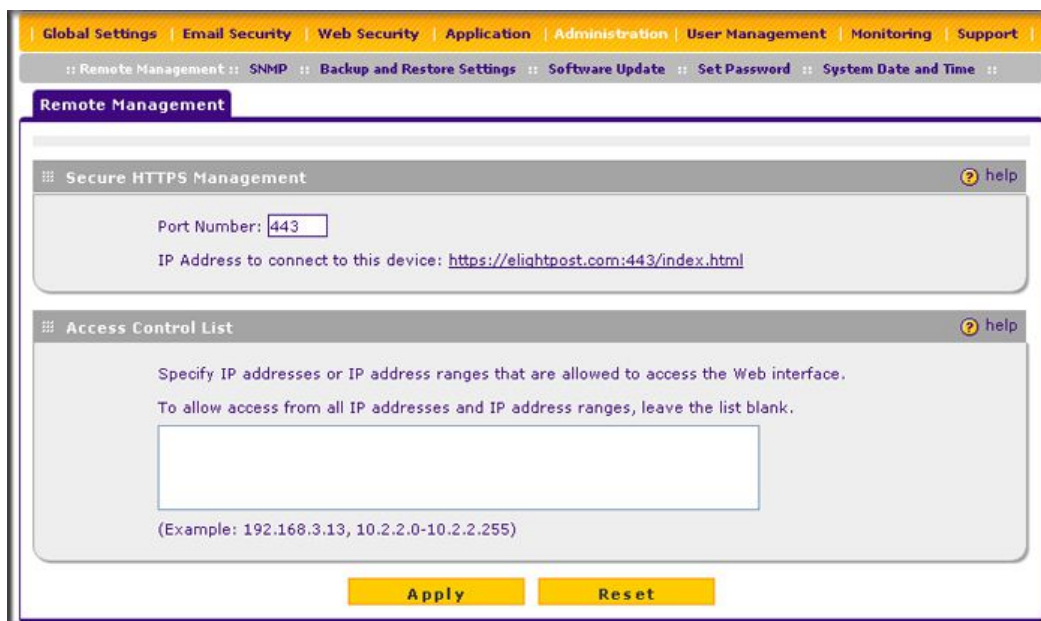 Global Settings | Email Security | Web Security | Application | Administration | User Management | Monitoring | Support
:: Remote Management :: SNMP :: Backup and Restore Settings :: Software Update :: Set Password :: System Date and Time ::
Remote Management
Secure HTTPS Management
? help
Port Number: 443
IP Address to connect to this device: https://elightpost.com:443/index.html
Access Control List
? help
Specify IP addresses or IP address ranges that are allowed to access the Web interface.
To allow access from all IP addresses and IP address ranges, leave the list blank.
(Example: 192.168.3.13, 10.2.2.0-10.2.2.255)
Apply Reset